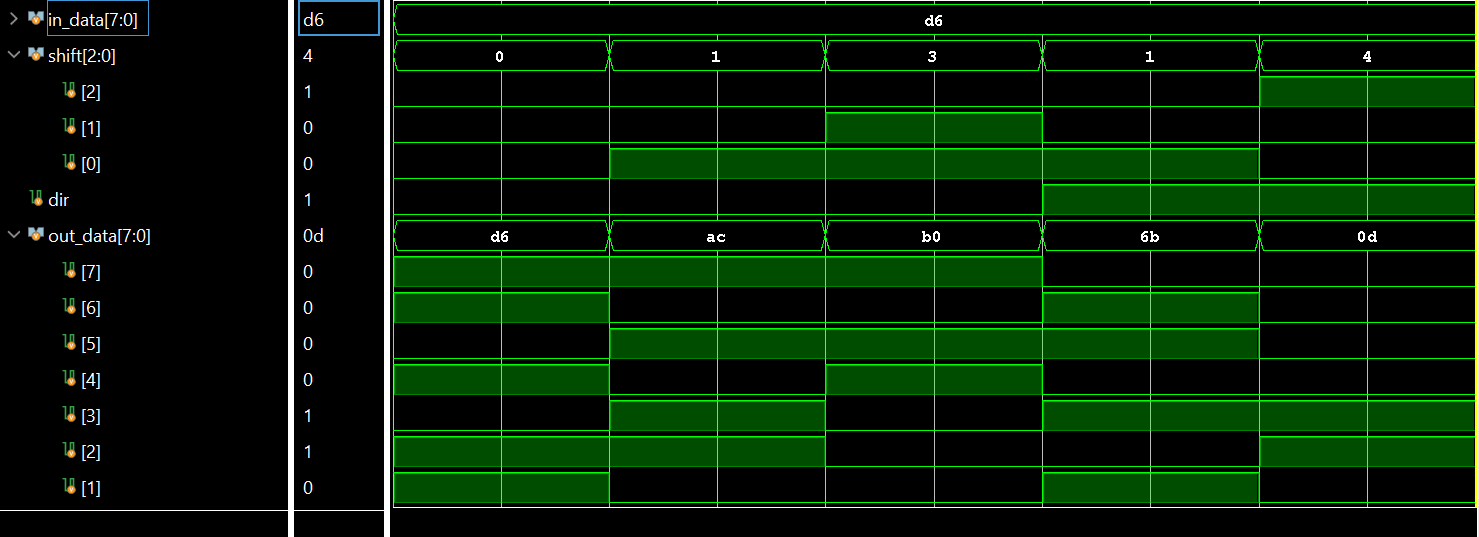 in_data[7:0] d6 d6
shift[2:0] 4 0 1 3 1 4
[2] 1
[1] 0
[0] 0
dir 1
out_data[7:0] 0d d6 ac b0 6b 0d
[7] 0
[6] 0
[5] 0
[4] 0
[3] 1
[2] 1
[1] 0